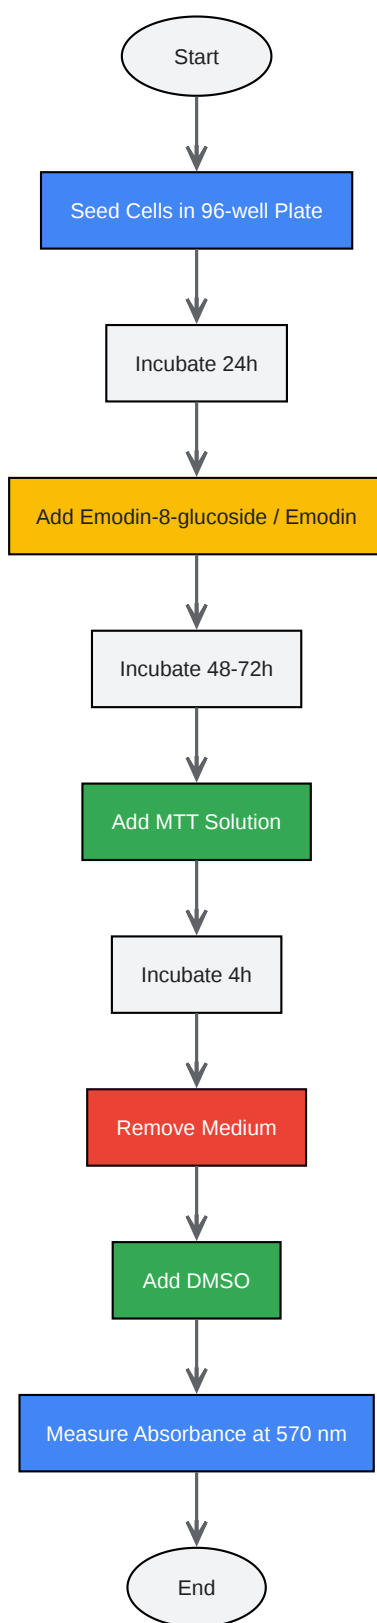 Start
Seed Cells in 96-well Plate
Incubate 24h
Add Emodin-8-glucoside / Emodin
Incubate 48-72h
Add MTT Solution
Incubate 4h
Remove Medium
Add DMSO
Measure Absorbance at 570 nm
End